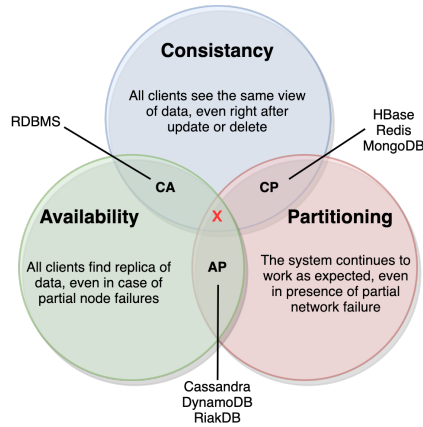 Consistancy
All clients see the same view
of data, even right after
update or delete
RDBMS
HBase
Redis
MongoDB
CA
CP
X
Availability
Partitioning
All clients find replica of
data, even in case of
partial node failures
AP
The system continues to
work as expected, even
in presence of partial
network failure
Cassandra
DynamoDB
RiakDB